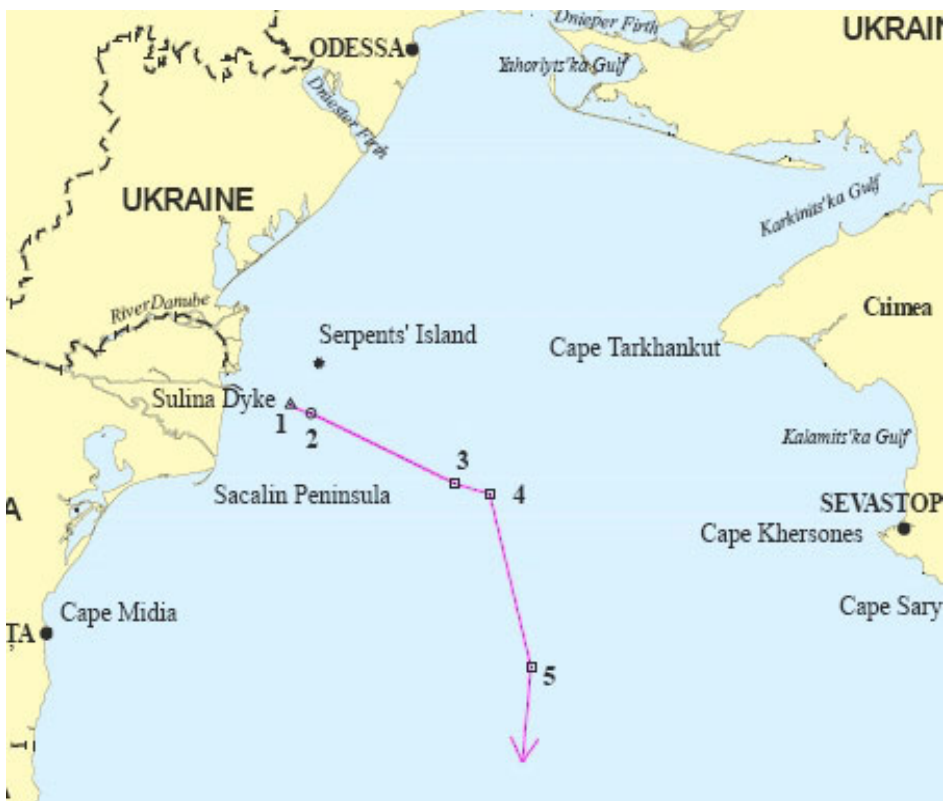 Dnieper Firth
UKRAI
ODESSA
Yahorlyts'ka Gulf
Dniester Firth
UKRAINE
Karkinits'ka Gulf
River Danube
Crimea
Serpents' Island
Cape Tarkhankut
Sulina Dyke
1
2
Kalamits'ka Gulf
3
Sacalin Peninsula
4
SEVASTOP
A
Cape Khersones
Cape Midia
Cape Sary
ȚA
5